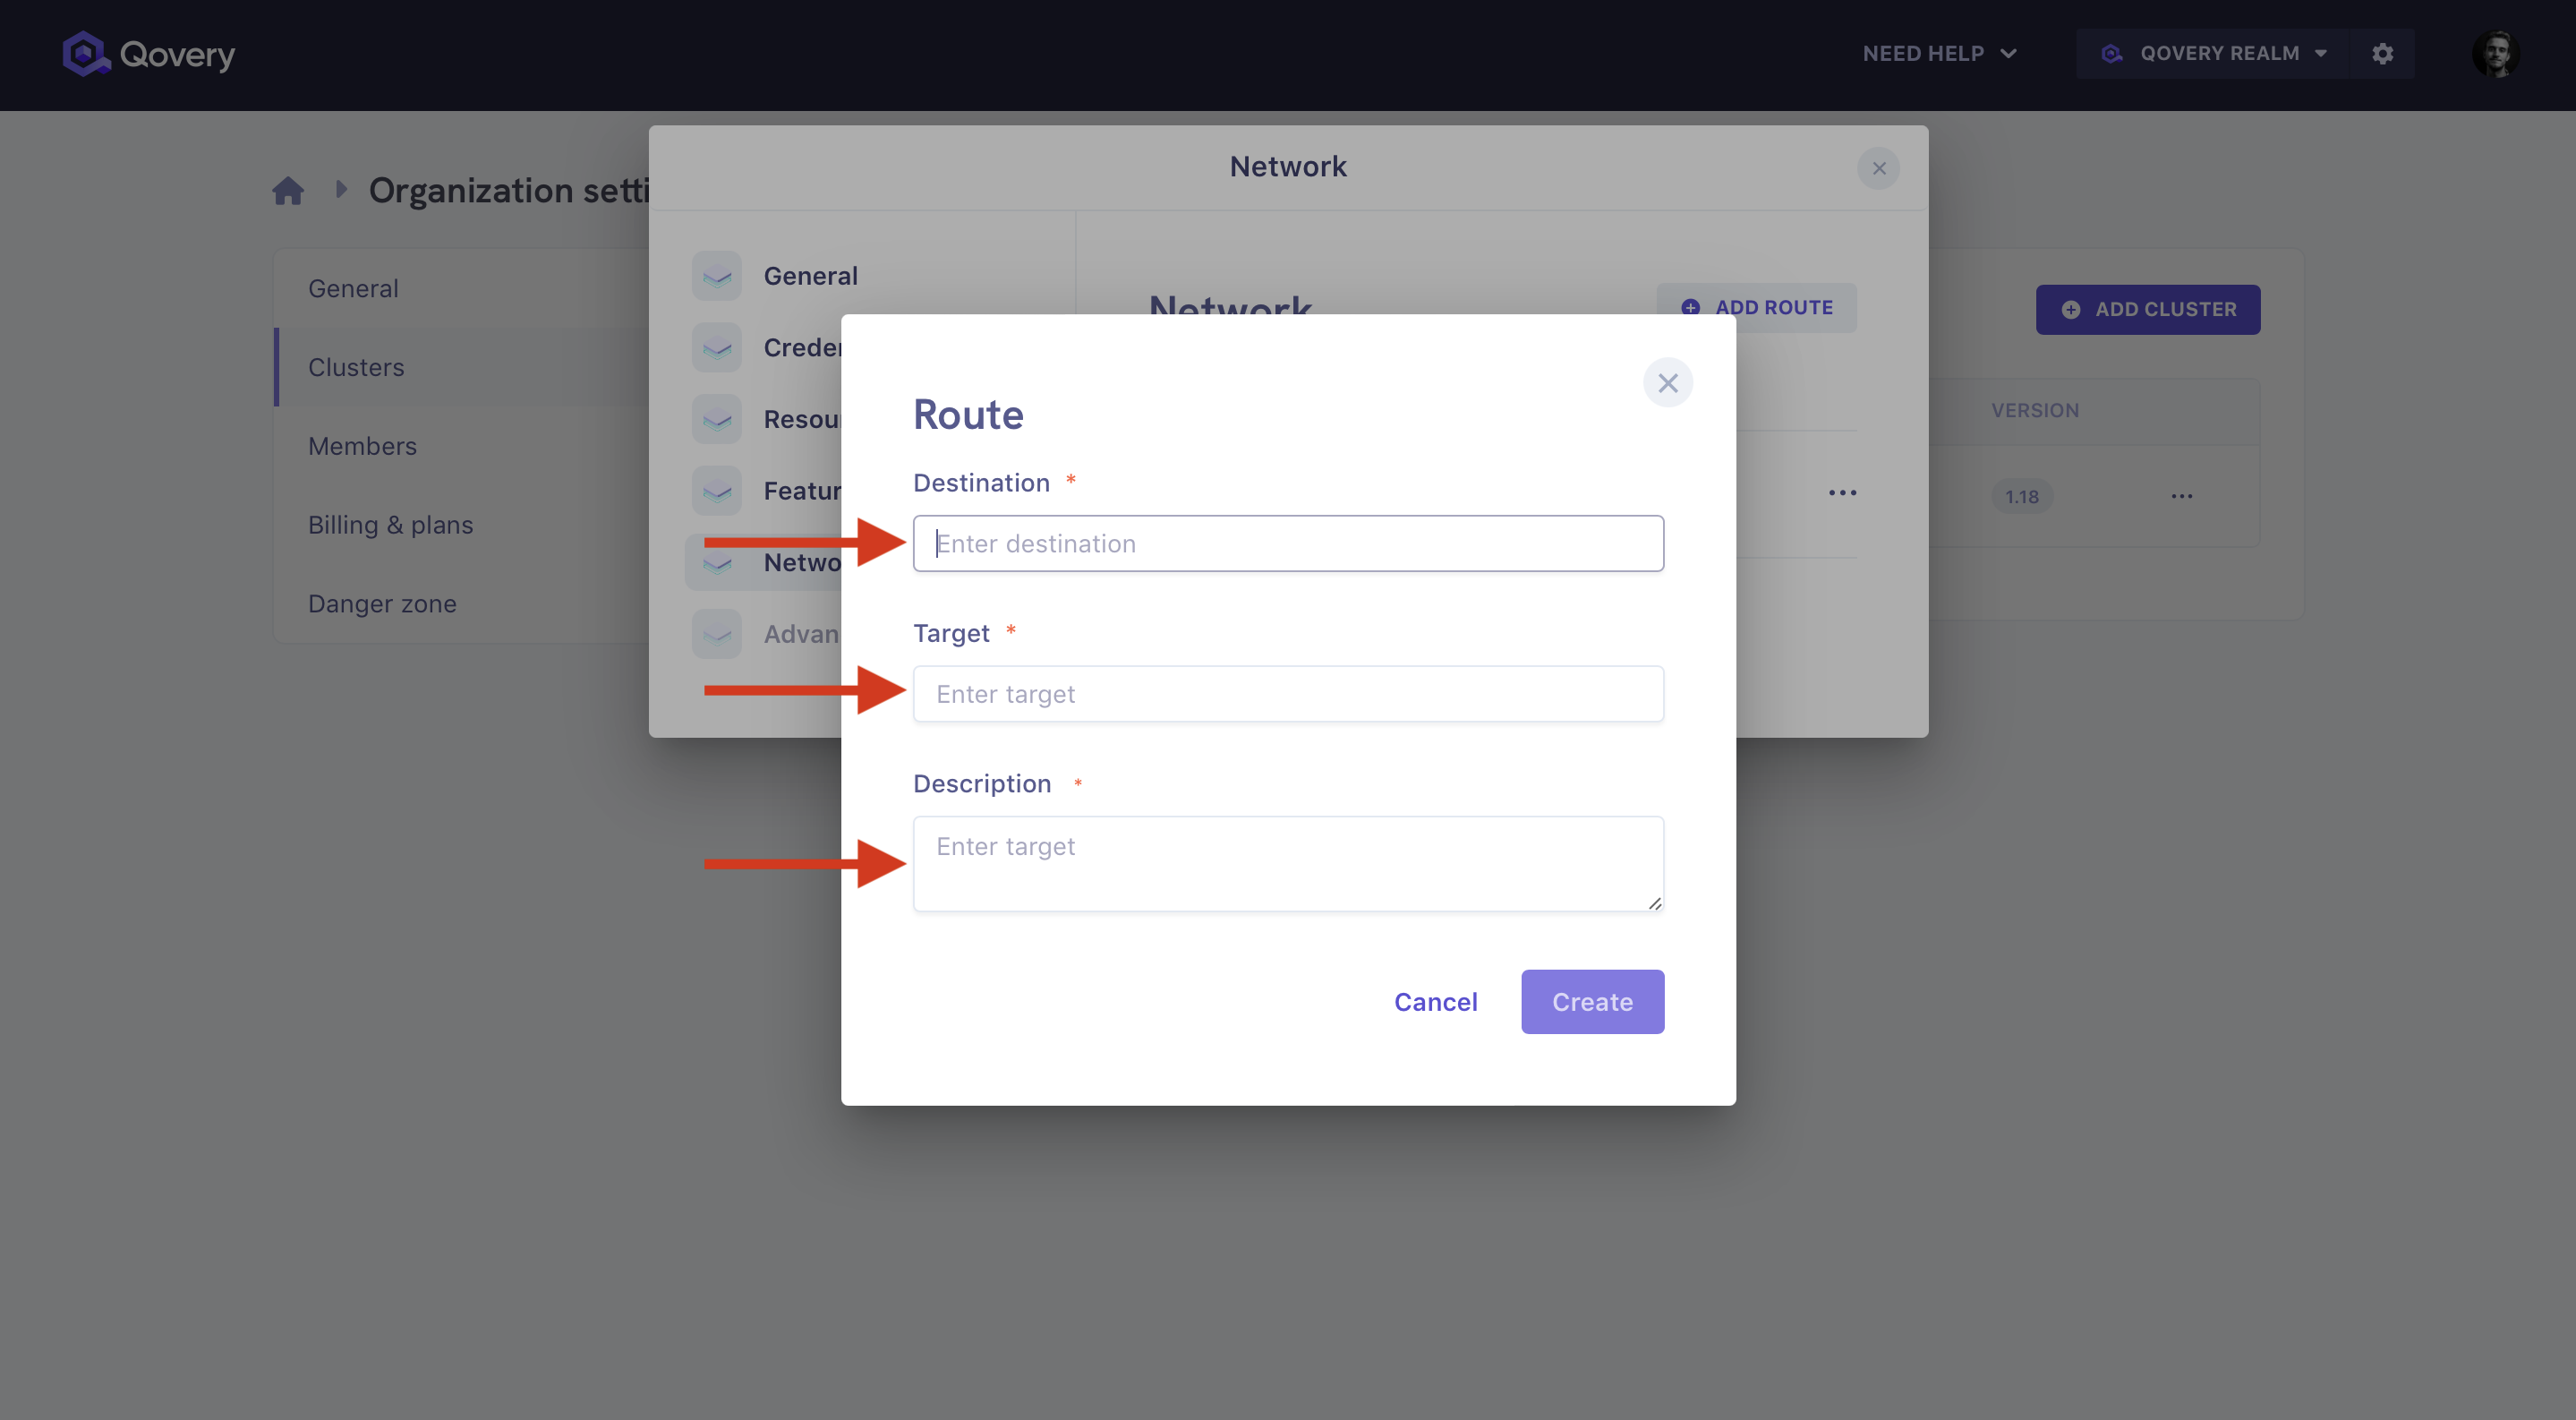 Qovery
NEED HELP
QOVERY REALM
Network
Organization setti
General
Clusters
Members
Billing & plans
Danger zone
General
Creder
Resou
Featur
Netwo
Advan
Network
ADD ROUTE
ADD CLUSTER
VERSION
1.18
Route
Destination *
Enter destination
Target *
Enter target
Description *
Enter target
Cancel
Create